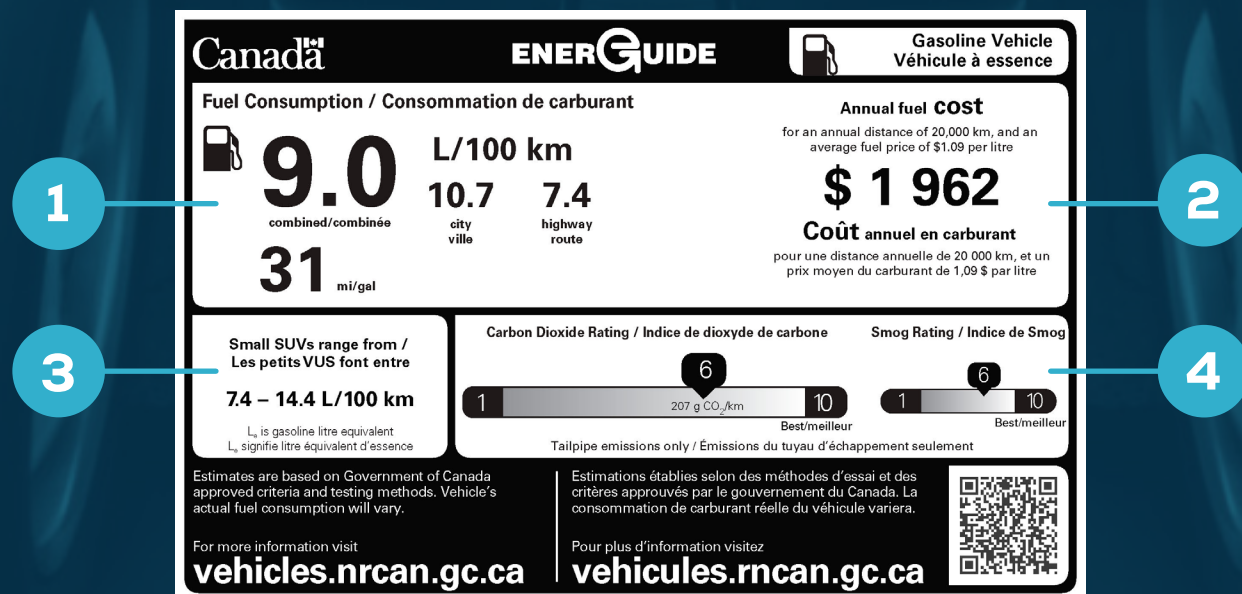 Canada
ENERGUIDE
Gasoline Vehicle
Véhicule à essence
1
Fuel Consumption / Consommation de carburant
9.0
combined/combinée
L/100 km
10.7
city
ville
7.4
highway
route
31 mi/gal
2
Annual fuel cost
for an annual distance of 20,000 km, and an
average fuel price of $1.09 per litre
$ 1 962
Coût annuel en carburant
pour une distance annuelle de 20 000 km, et un
prix moyen du carburant de 1,09 $ par litre
3
Small SUVs range from /
Les petits VUS font entre
7.4 – 14.4 L/100 km
Lₑ is gasoline litre equivalent
Lₑ signifie litre équivalent d'essence
4
Carbon Dioxide Rating / Indice de dioxyde de carbone
6
1
207 g CO₂/km
10
Best/meilleur
Smog Rating / Indice de Smog
6
1
10
Best/meilleur
Tailpipe emissions only / Émissions du tuyau d'échappement seulement
Estimates are based on Government of Canada
approved criteria and testing methods. Vehicle's
actual fuel consumption will vary.
For more information visit
vehicles.nrcan.gc.ca
Estimations établies selon des méthodes d'essai et des
critères approuvés par le gouvernement du Canada. La
consommation de carburant réelle du véhicule variera.
Pour plus d'information visitez
vehicules.rncan.gc.ca